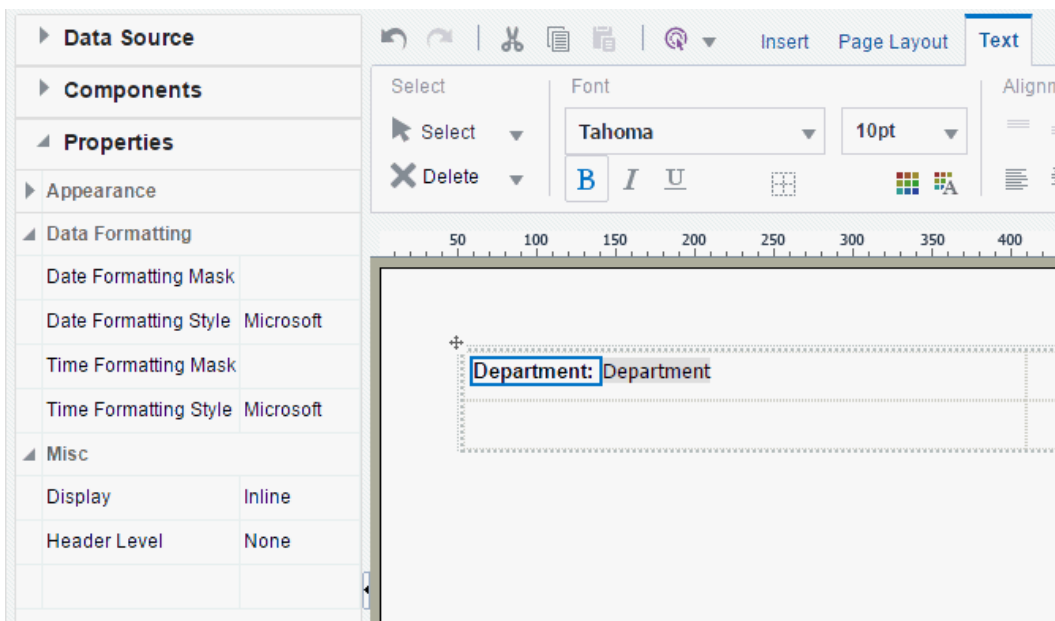 Data Source
Components
Properties
Appearance
Data Formatting
Date Formatting Mask
Date Formatting Style Microsoft
Time Formatting Mask
Time Formatting Style Microsoft
Misc
Display Inline
Header Level None
Insert Page Layout Text
Select Font Alignm
Select Tahoma 10pt
Delete B I U
50 100 150 200 250 300 350 400
Department: Department